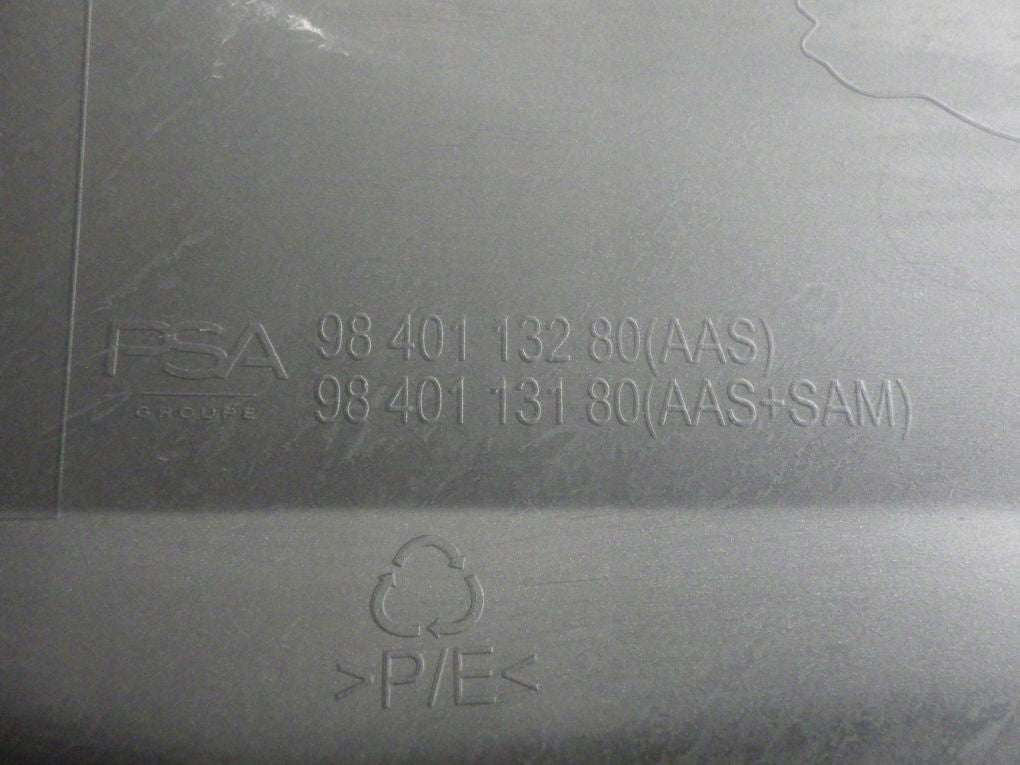 PSA
GROUPE
98 401 132 80(AAS)
98 401 131 80(AAS+SAM)
>P/E<